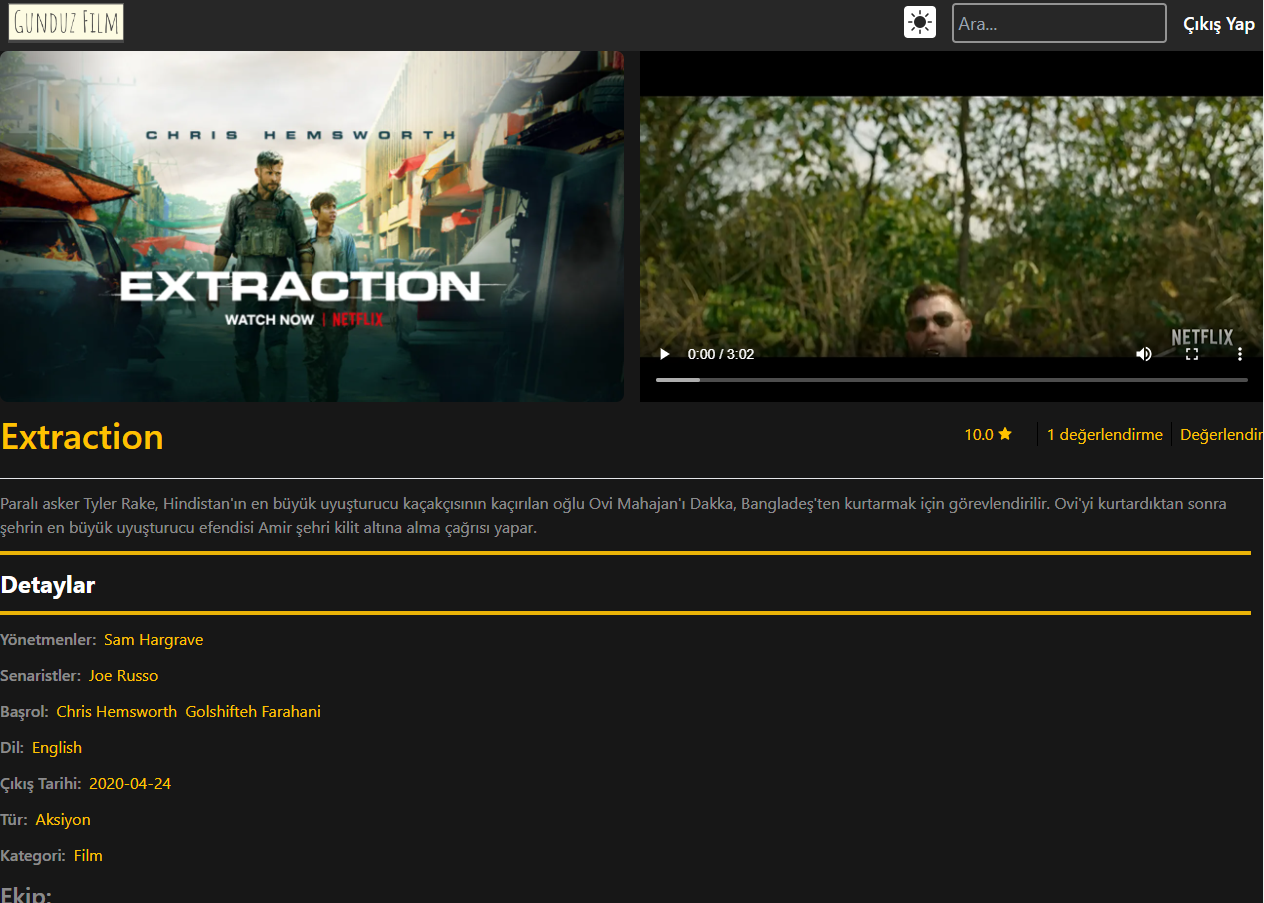 GUNDUZ FILM
Ara...
Çıkış Yap
CHRIS HEMSWORTH
EXTRACTION
WATCH NOW | NETFLIX
NETFLIX
0:00 / 3:02
Extraction
10.0
1 değerlendirme
Değerlendir
Paralı asker Tyler Rake, Hindistan'ın en büyük uyuşturucu kaçakçısının kaçırılan oğlu Ovi Mahajan'ı Dakka, Bangladeş'ten kurtarmak için görevlendirilir. Ovi'yi kurtardıktan sonra
şehrin en büyük uyuşturucu efendisi Amir şehri kilit altına alma çağrısı yapar.
Detaylar
Yönetmenler: Sam Hargrave
Senaristler: Joe Russo
Başrol: Chris Hemsworth Golshifteh Farahani
Dil: English
Çıkış Tarihi: 2020-04-24
Tür: Aksiyon
Kategori: Film
Ekip: